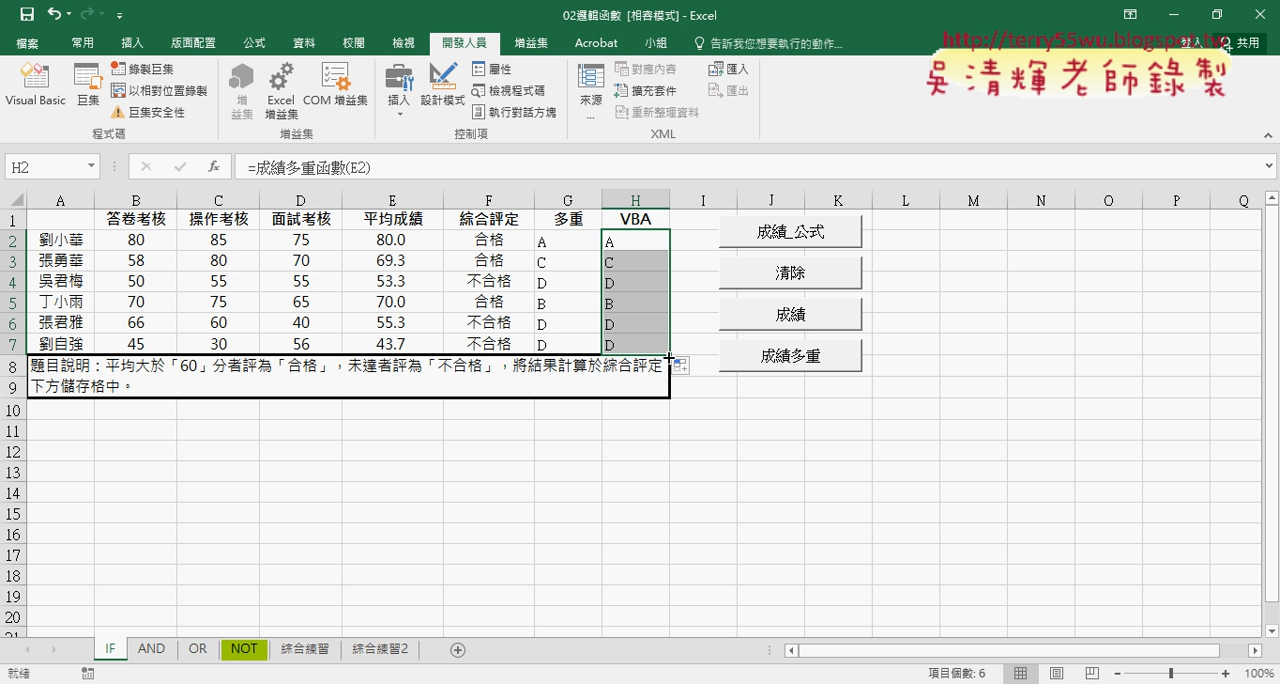 02邏輯函數 [相容模式] - Excel
檔案 常用 插入 版面配置 公式 資料 校閱 檢視 開發人員 增益集 Acrobat 小組 告訴我您想要執行的動作... 登入 共用
http://terry55wu.blogspot.tw
吳清輝老師錄製
Visual Basic 巨集 錄製巨集 以相對位置錄製 巨集安全性 程式碼
增益集 Excel 增益集 COM 增益集 增益集
插入 設計模式 屬性 檢視程式碼 執行對話方塊 控制項
來源... 對應內容 擴充套件 重新整理資料 匯入 匯出 XML
H2 fx =成績多重函數(E2)
A B C D E F G H I J K L M N O P Q
1 答卷考核 操作考核 面試考核 平均成績 綜合評定 多重 VBA
2 劉小華 80 85 75 80.0 合格 A A
3 張勇華 58 80 70 69.3 合格 C C
4 吳君梅 50 55 55 53.3 不合格 D D
5 丁小雨 70 75 65 70.0 合格 B B
6 張君雅 66 60 40 55.3 不合格 D D
7 劉自強 45 30 56 43.7 不合格 D D
8 題目說明：平均大於「60」分者評為「合格」，未達者評為「不合格」，將結果計算於綜合評定
9 下方儲存格中。
10
11
12
13
14
15
16
17
18
19
20
21
成績_公式
清除
成績
成績多重
IF AND OR NOT 綜合練習 綜合練習2
就緒 項目個數: 6 100%